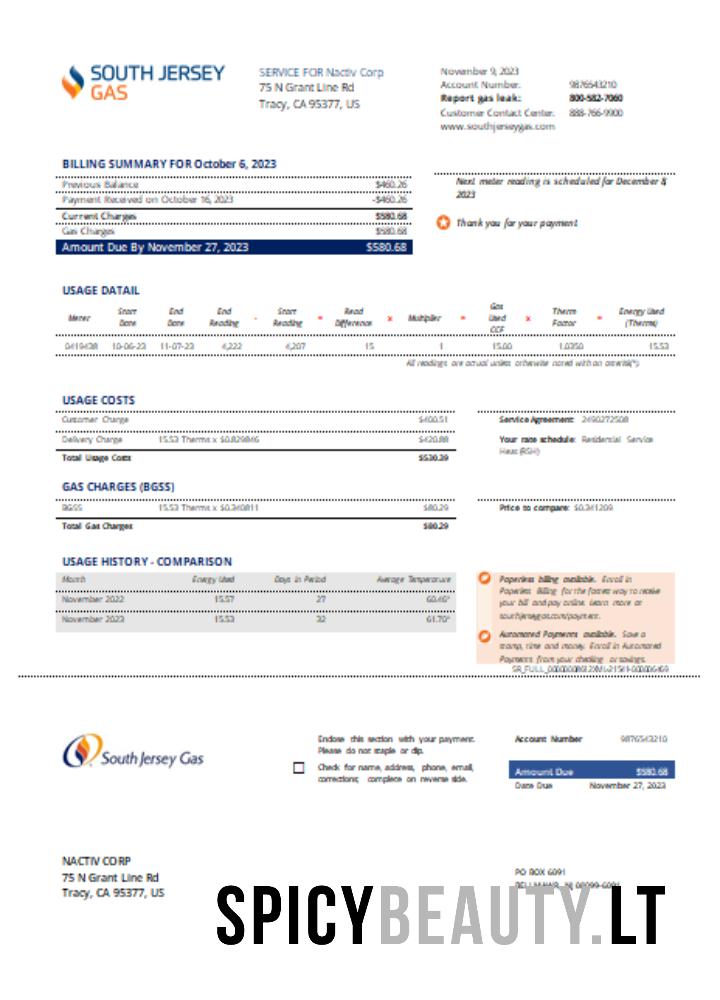 SOUTH JERSEY
GAS
SERVICE FOR Nactiv Corp
75 N Grant Line Rd
Tracy, CA 95377, US
November 9, 2023
Account Number: 9876543210
Report gas leak: 800-582-7060
Customer Contact Center: 888-766-9900
www.southjerseygas.com
BILLING SUMMARY FOR October 6, 2023
Previous Balance $460.26
Payment Received on October 16, 2023 -$460.26
Current Charges $580.68
Gas Charges $580.68
Amount Due By November 27, 2023 $580.68
Next meter reading is scheduled for December 8,
2023
Thank you for your payment
USAGE DATAIL
Meter Start Date End Date End Reading - Start Reading = Read Difference x Multiplier = Gas Used CCF x Therm Factor = Energy Used (Therms)
0419438 10-06-23 11-07-23 4,222 4,207 15 1 15.00 1.0350 15.53
All readings are actual unless otherwise noted with an asterisk(*)
USAGE COSTS
Customer Charge $400.51
Delivery Charge 15.53 Therms x $0.829846 $420.88
Total Usage Costs $530.39
Service Agreement: 2490272508
Your rate schedule: Residential Service
Heat (RSH)
GAS CHARGES (BGSS)
BGSS 15.53 Therms x $0.340811 $80.29
Total Gas Charges $80.29
Price to compare: $0.341209
USAGE HISTORY - COMPARISON
Month Energy Used Days in Period Average Temperature
November 2022 15.57 27 60.46°
November 2023 15.53 32 61.70°
Paperless billing available. Enroll in
Paperless Billing for the fastest way to receive
your bill and pay online. Learn more at
southjerseygas.com/payment.
Automated Payments available. Save a
stamp, time and money. Enroll in Automated
Payments from your checking or savings.
South Jersey Gas
Enclose this section with your payment.
Please do not staple or clip.
Check for name, address, phone, email,
corrections; complete on reverse side.
Account Number 9876543210
Amount Due $580.68
Date Due November 27, 2023
NACTIV CORP
75 N Grant Line Rd
Tracy, CA 95377, US
PO BOX 6091
BELLMAWR, NJ 08099-6091
SPICYBEAUTY.LT